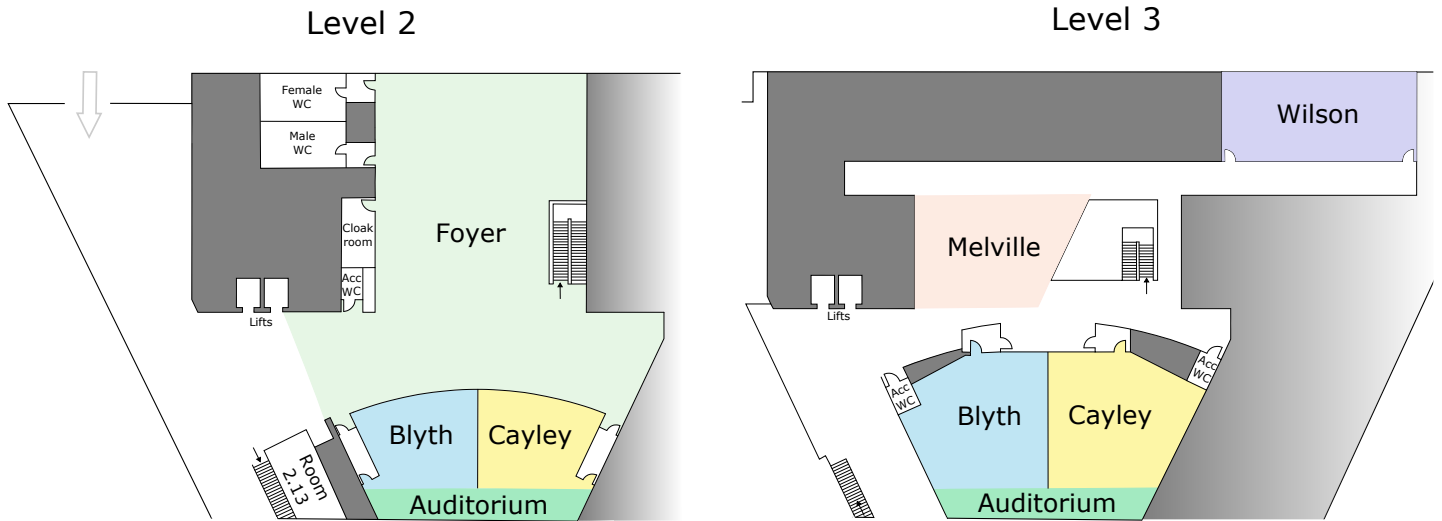 Level 2
Level 3
Female
WC
Male
WC
Cloak
room
Acc
WC
Lifts
Foyer
Blyth
Cayley
Auditorium
Room
2.13
Wilson
Melville
Lifts
Acc
WC
Acc
WC
Blyth
Cayley
Auditorium